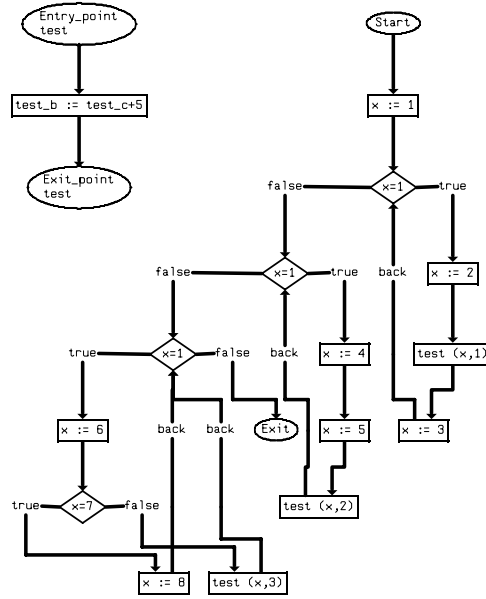 Entry_point
test
Start
test_b := test_c+5
x := 1
Exit_point
test
false
x=1
true
false
x=1
true
back
x := 2
true
x=1
false
back
x := 4
test (x,1)
x := 6
back
back
Exit
x := 5
x := 3
true
x=7
false
test (x,2)
x := 8
test (x,3)